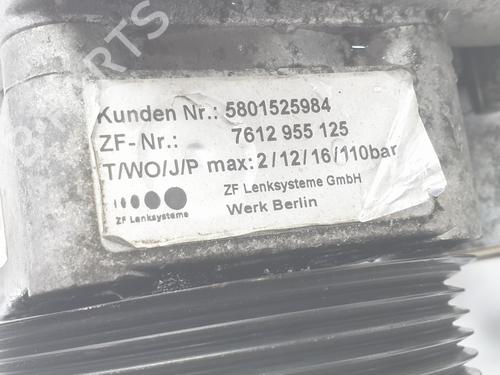 PARTS
Kunden Nr.: 5801525984
ZF-Nr.: 7612 955 125
T/WO/J/P max: 2/12/16/110bar
ZF Lenksysteme GmbH
ZF Lenksysteme
Werk Berlin